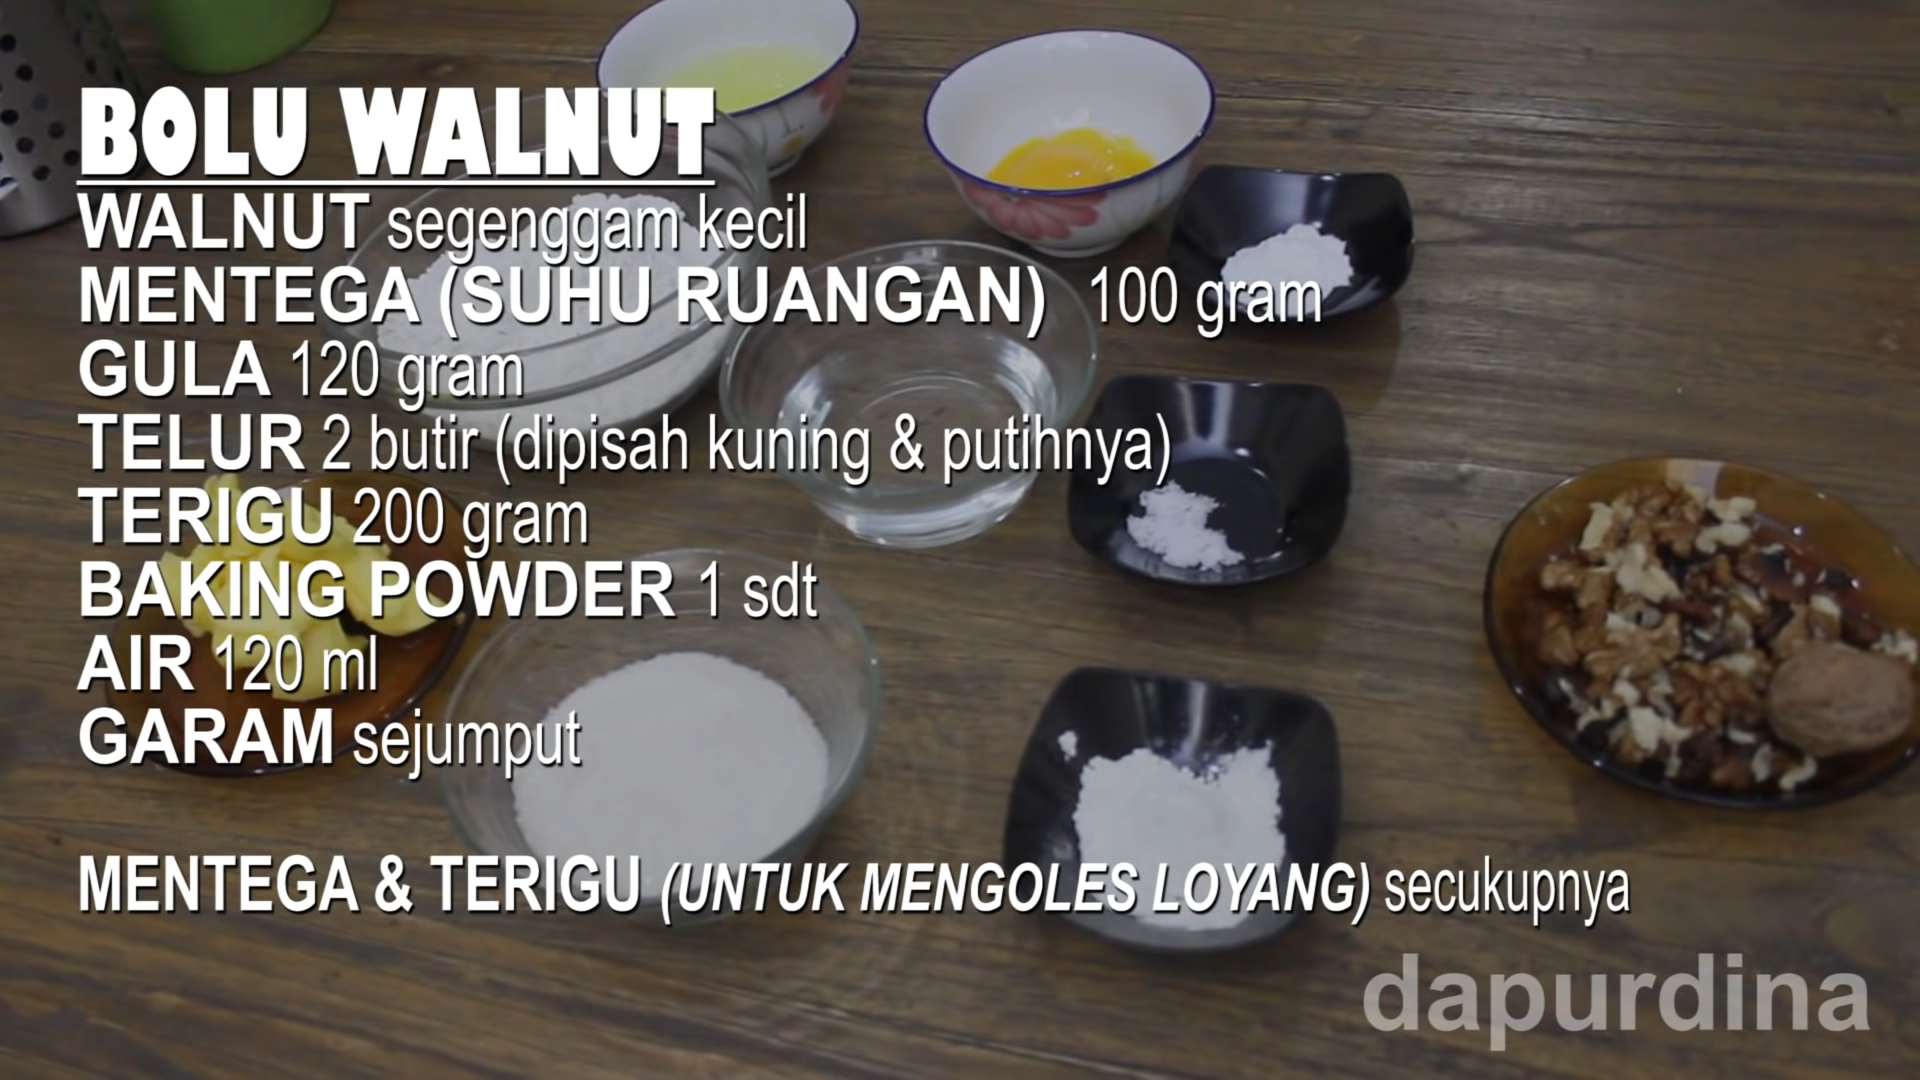 BOLU WALNUT
WALNUT segenggam kecil
MENTEGA (SUHU RUANGAN) 100 gram
GULA 120 gram
TELUR 2 butir (dipisah kuning & putihnya)
TERIGU 200 gram
BAKING POWDER 1 sdt
AIR 120 ml
GARAM sejumput
MENTEGA & TERIGU (UNTUK MENGOLES LOYANG) secukupnya
dapurdina